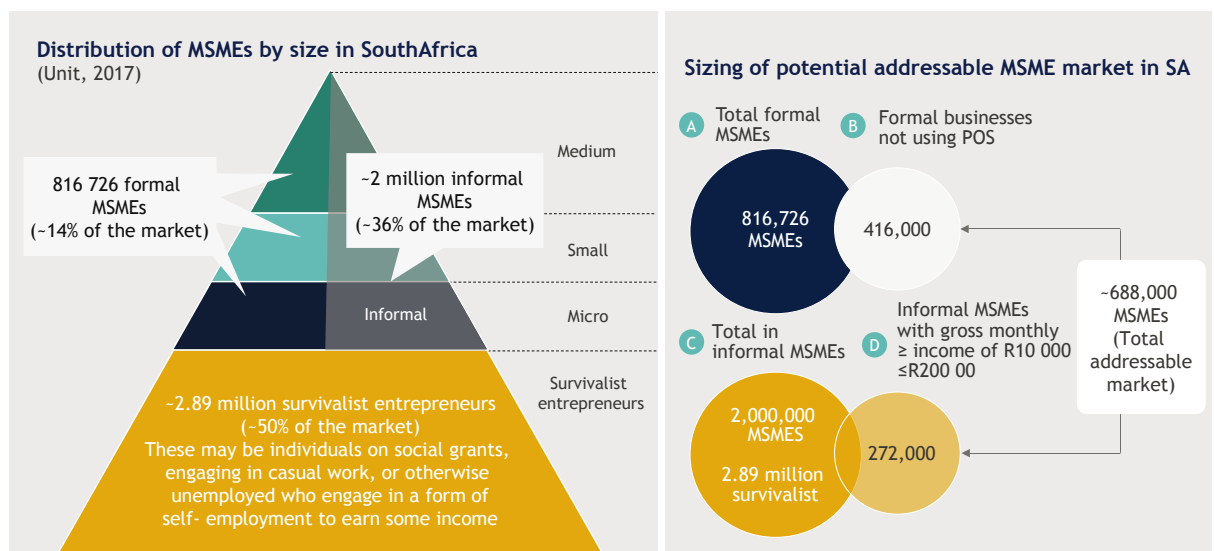 Distribution of MSMEs by size in SouthAfrica
(Unit, 2017)
816 726 formal
MSMEs
(~14% of the market)
~2 million informal
MSMEs
(~36% of the market)
Medium
Small
Informal
Micro
Survivalist
entrepreneurs
~2.89 million survivalist entrepreneurs
(~50% of the market)
These may be individuals on social grants,
engaging in casual work, or otherwise
unemployed who engage in a form of
self- employment to earn some income
Sizing of potential addressable MSME market in SA
A
Total formal
MSMEs
B
Formal businesses
not using POS
816,726
MSMEs
416,000
C
Total in
informal MSMEs
D
Informal MSMEs
with gross monthly
≥ income of R10 000
≤R200 00
2,000,000
MSMES
2.89 million
survivalist
272,000
~688,000
MSMEs
(Total
addressable
market)